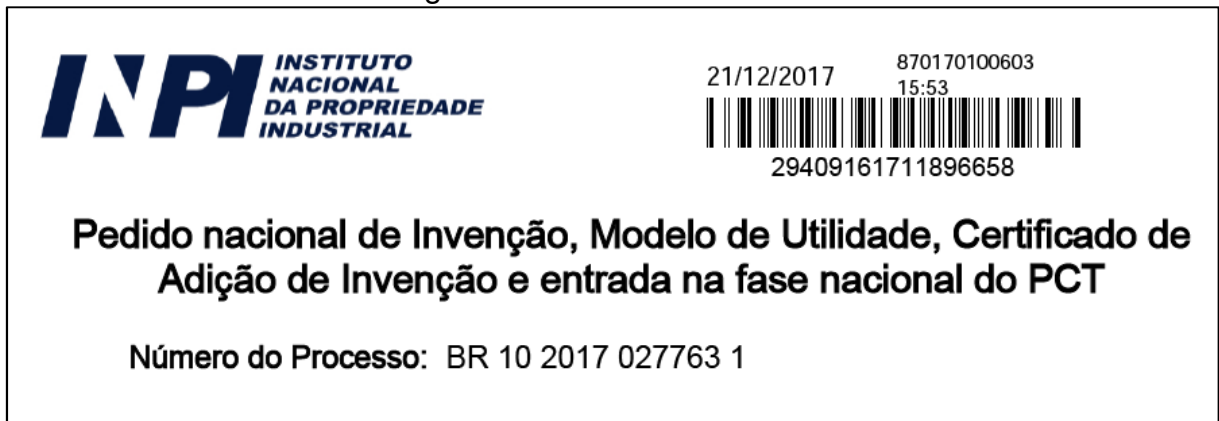 INPI
INSTITUTO
NACIONAL
DA PROPRIEDADE
INDUSTRIAL
21/12/2017
870170100603
15:53
29409161711896658
Pedido nacional de Invenção, Modelo de Utilidade, Certificado de
Adição de Invenção e entrada na fase nacional do PCT
Número do Processo: BR 10 2017 027763 1